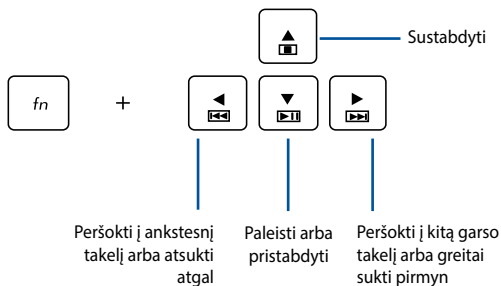 Sustabdyti
fn +
Peršokti į ankstesnį
takelį arba atsukti
atgal
Paleisti arba
pristabdyti
Peršokti į kitą garso
takelį arba greitai
sukti pirmyn